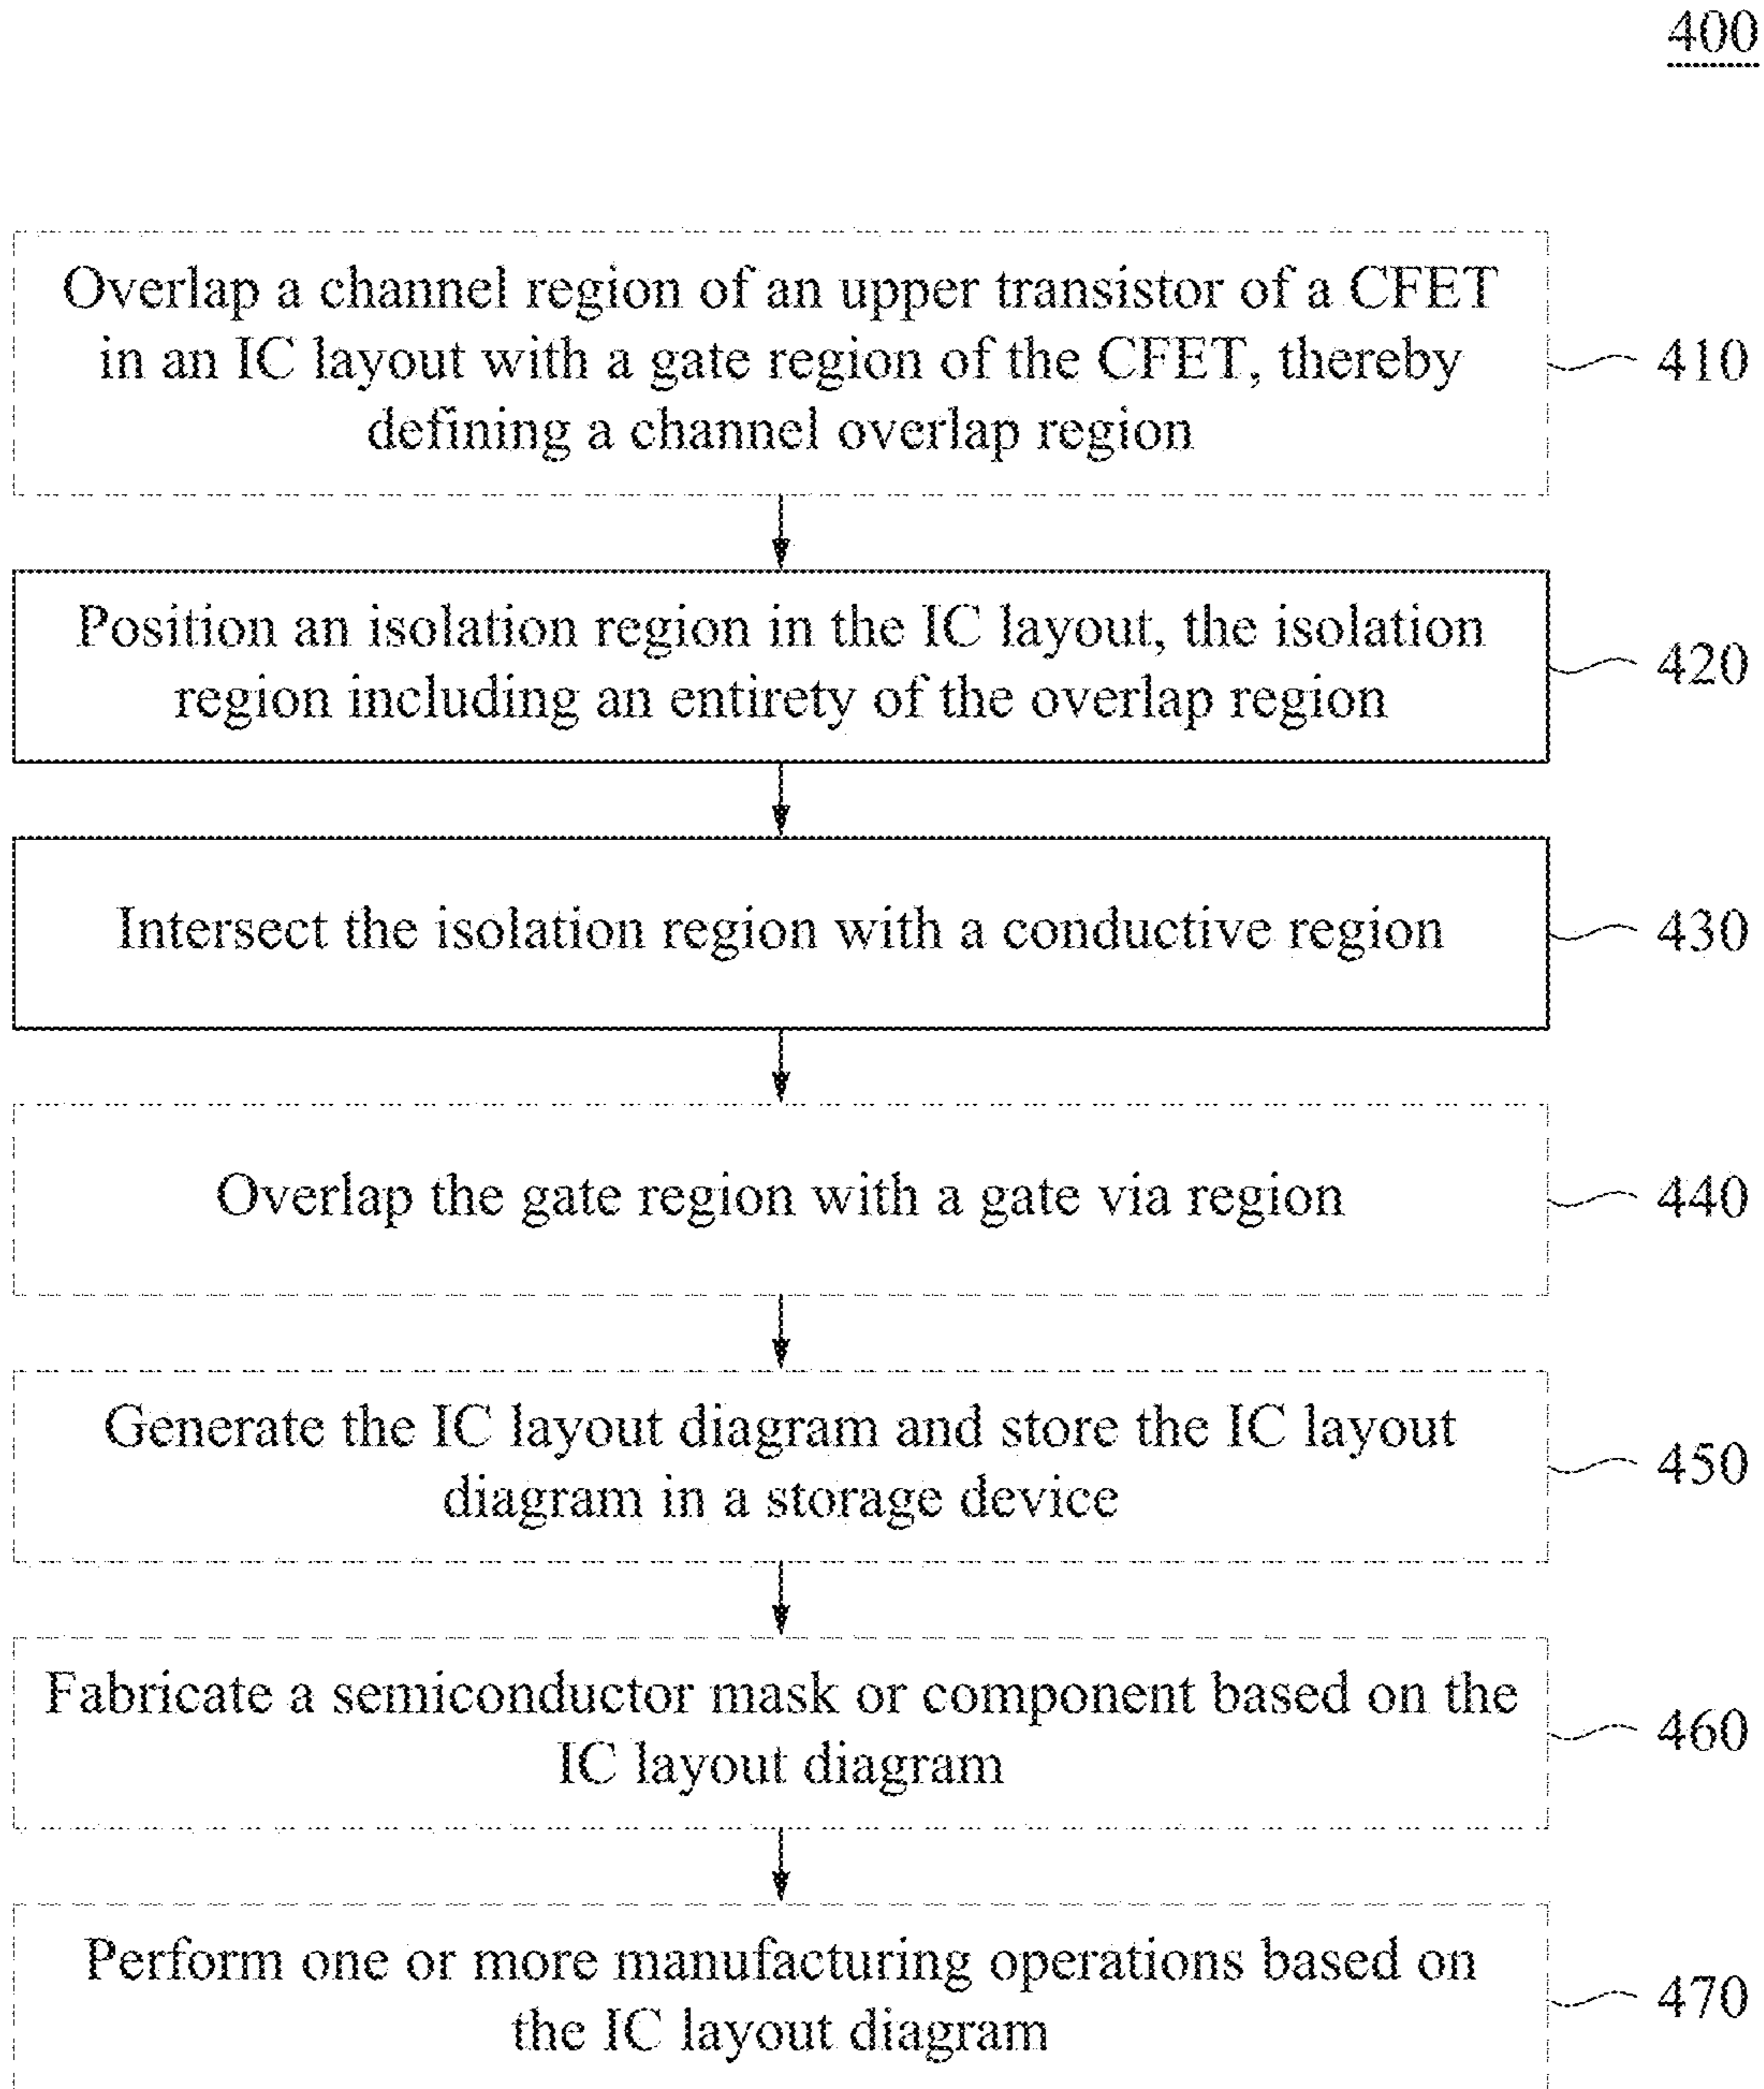 400
Overlap a channel region of an upper transistor of a CFET
in an IC layout with a gate region of the CFET, thereby
defining a channel overlap region
410
Position an isolation region in the IC layout, the isolation
region including an entirety of the overlap region
420
Intersect the isolation region with a conductive region
430
Overlap the gate region with a gate via region
440
Generate the IC layout diagram and store the IC layout
diagram in a storage device
450
Fabricate a semiconductor mask or component based on the
IC layout diagram
460
Perform one or more manufacturing operations based on
the IC layout diagram
470